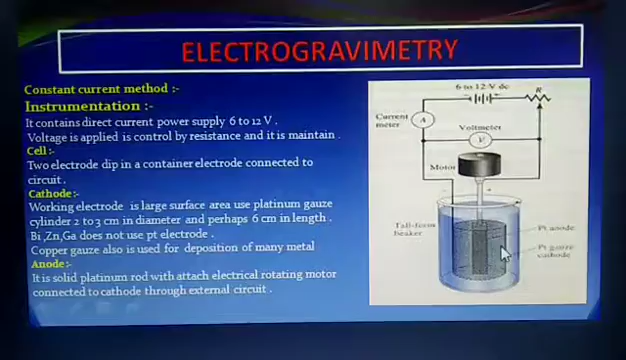 ELECTROGRAVIMETRY
Constant current method :-
Instrumentation :-
It contains direct current power supply 6 to 12 V .
Voltage is applied is control by resistance and it is maintain .
Cell:-
Two electrode dip in a container electrode connected to
circuit .
Cathode:-
Working electrode is large surface area use platinum gauze
cylinder 2 to 3 cm in diameter and perhaps 6 cm in length .
Bi ,Zn,Ga does not use pt electrode .
Copper gauze also is used for deposition of many metal
Anode:-
It is solid platinum rod with attach electrical rotating motor
connected to cathode through external circuit .
6 to 12 V dc
R
Current
meter
A
Voltmeter
V
Motor
Tall-form
beaker
Pt anode
Pt gauze
cathode